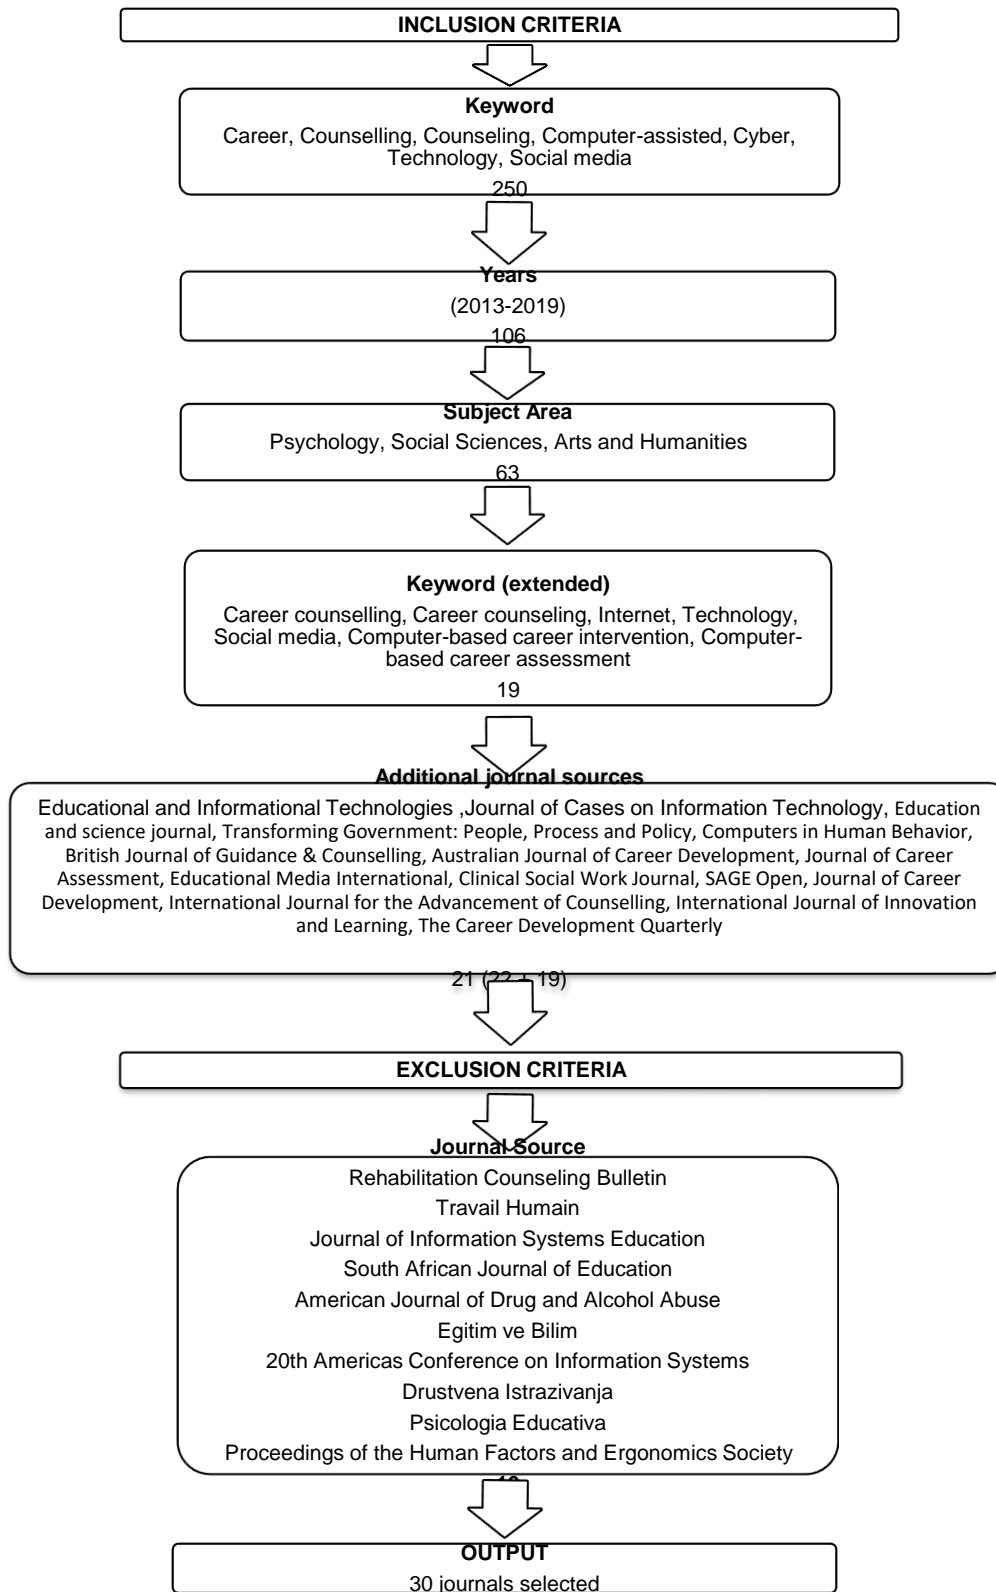 INCLUSION CRITERIA
Keyword
Career, Counselling, Counseling, Computer-assisted, Cyber,
Technology, Social media
250
Years
(2013-2019)
106
Subject Area
Psychology, Social Sciences, Arts and Humanities
63
Keyword (extended)
Career counselling, Career counseling, Internet, Technology,
Social media, Computer-based career intervention, Computer-
based career assessment
19
Additional journal sources
Educational and Informational Technologies ,Journal of Cases on Information Technology, Education
and science journal, Transforming Government: People, Process and Policy, Computers in Human Behavior,
British Journal of Guidance & Counselling, Australian Journal of Career Development, Journal of Career
Assessment, Educational Media International, Clinical Social Work Journal, SAGE Open, Journal of Career
Development, International Journal for the Advancement of Counselling, International Journal of Innovation
and Learning, The Career Development Quarterly
21 (22 + 19)
EXCLUSION CRITERIA
Journal Source
Rehabilitation Counseling Bulletin
Travail Humain
Journal of Information Systems Education
South African Journal of Education
American Journal of Drug and Alcohol Abuse
Egitim ve Bilim
20th Americas Conference on Information Systems
Drustvena Istrazivanja
Psicologia Educativa
Proceedings of the Human Factors and Ergonomics Society
OUTPUT
30 journals selected